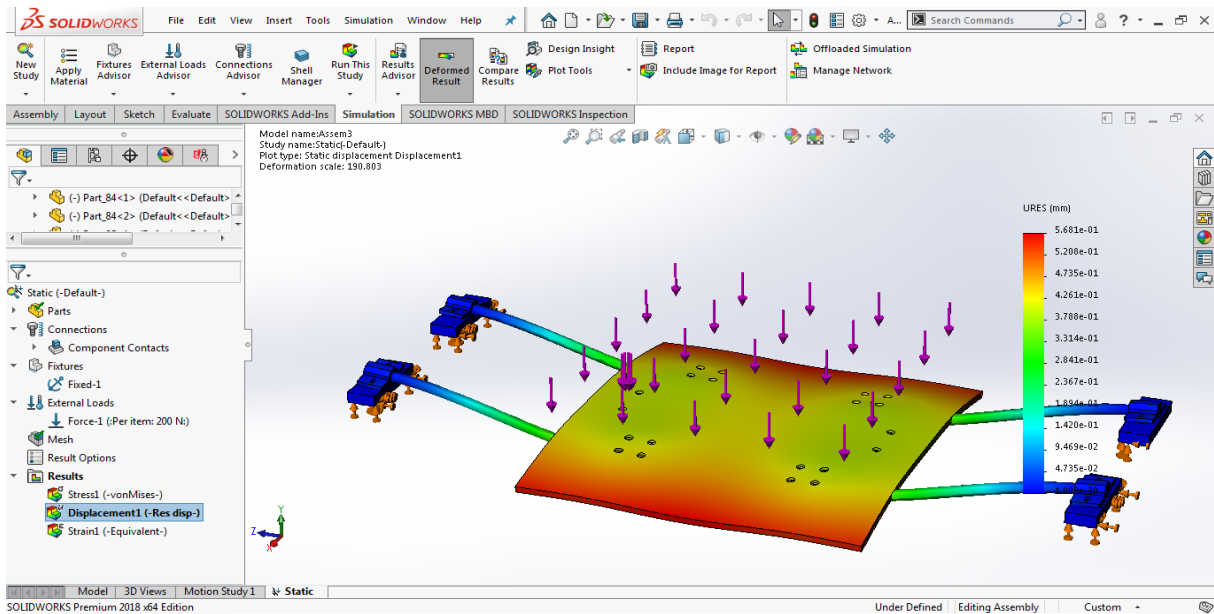 SOLIDWORKS File Edit View Insert Tools Simulation Window Help A... Search Commands ?
New Study Apply Material Fixtures Advisor External Loads Advisor Connections Advisor Shell Manager Run This Study Results Advisor Deformed Result Compare Results
Design Insight Report Offloaded Simulation
Plot Tools Include Image for Report Manage Network
Assembly Layout Sketch Evaluate SOLIDWORKS Add-Ins Simulation SOLIDWORKS MBD SOLIDWORKS Inspection
Model name:Assem3
Study name:Static(-Default-)
Plot type: Static displacement Displacement1
Deformation scale: 190.803
(-) Part_84<1> (Default<<Default>
(-) Part_84<2> (Default<<Default>
Static (-Default-)
Parts
Connections
Component Contacts
Fixtures
Fixed-1
External Loads
Force-1 (:Per item: 200 N:)
Mesh
Result Options
Results
Stress1 (-vonMises-)
Displacement1 (-Res disp-)
Strain1 (-Equivalent-)
URES (mm)
5.681e-01
5.208e-01
4.735e-01
4.261e-01
3.788e-01
3.314e-01
2.841e-01
2.367e-01
1.894e-01
1.420e-01
9.469e-02
4.735e-02
Y
Z
X
Model 3D Views Motion Study 1 Static
SOLIDWORKS Premium 2018 x64 Edition Under Defined Editing Assembly Custom